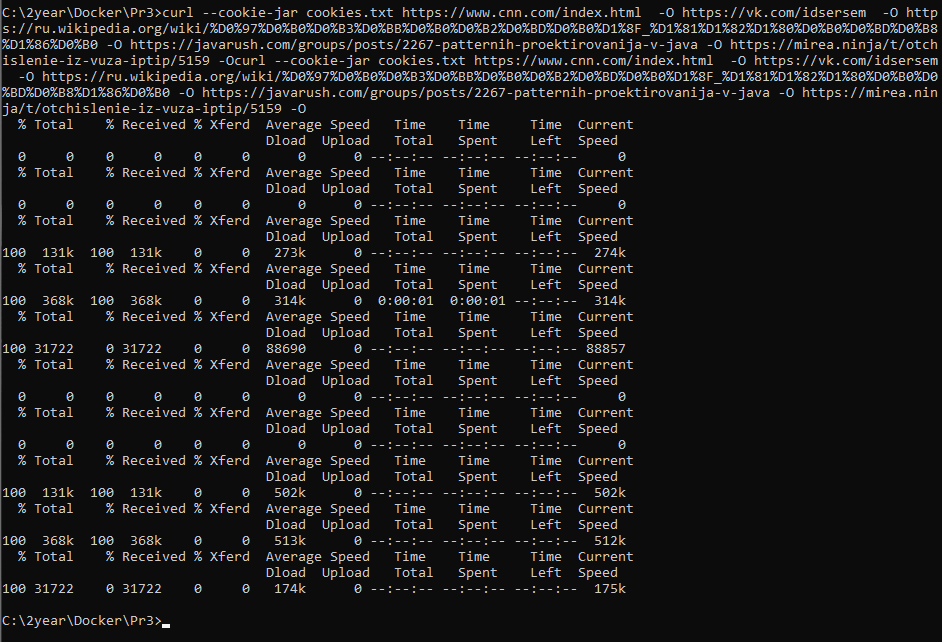 C:\2year\Docker\Pr3>curl --cookie-jar cookies.txt https://www.cnn.com/index.html  -O https://vk.com/idsersem  -O http
s://ru.wikipedia.org/wiki/%D0%97%D0%B0%D0%B3%D0%BB%D0%B0%D0%B2%D0%BD%D0%B0%D1%8F_%D1%81%D1%82%D1%80%D0%B0%D0%BD%D0%B8
%D1%86%D0%B0 -O https://javarush.com/groups/posts/2267-patternih-proektirovanija-v-java -O https://mirea.ninja/t/otch
islenie-iz-vuza-iptip/5159 -Ocurl --cookie-jar cookies.txt https://www.cnn.com/index.html  -O https://vk.com/idsersem
  -O https://ru.wikipedia.org/wiki/%D0%97%D0%B0%D0%B3%D0%BB%D0%B0%D0%B2%D0%BD%D0%B0%D1%8F_%D1%81%D1%82%D1%80%D0%B0%D0
%BD%D0%B8%D1%86%D0%B0 -O https://javarush.com/groups/posts/2267-patternih-proektirovanija-v-java -O https://mirea.nin
ja/t/otchislenie-iz-vuza-iptip/5159 -O
  % Total    % Received % Xferd  Average Speed   Time    Time     Time  Current
                                 Dload  Upload   Total   Spent    Left  Speed
  0     0    0     0    0     0      0      0 --:--:-- --:--:-- --:--:--     0
  % Total    % Received % Xferd  Average Speed   Time    Time     Time  Current
                                 Dload  Upload   Total   Spent    Left  Speed
  0     0    0     0    0     0      0      0 --:--:-- --:--:-- --:--:--     0
  % Total    % Received % Xferd  Average Speed   Time    Time     Time  Current
                                 Dload  Upload   Total   Spent    Left  Speed
100  131k  100  131k    0     0   273k      0 --:--:-- --:--:-- --:--:--  274k
  % Total    % Received % Xferd  Average Speed   Time    Time     Time  Current
                                 Dload  Upload   Total   Spent    Left  Speed
100  368k  100  368k    0     0   314k      0  0:00:01  0:00:01 --:--:--  314k
  % Total    % Received % Xferd  Average Speed   Time    Time     Time  Current
                                 Dload  Upload   Total   Spent    Left  Speed
100 31722    0 31722    0     0  88690      0 --:--:-- --:--:-- --:--:-- 88857
  % Total    % Received % Xferd  Average Speed   Time    Time     Time  Current
                                 Dload  Upload   Total   Spent    Left  Speed
  0     0    0     0    0     0      0      0 --:--:-- --:--:-- --:--:--     0
  % Total    % Received % Xferd  Average Speed   Time    Time     Time  Current
                                 Dload  Upload   Total   Spent    Left  Speed
  0     0    0     0    0     0      0      0 --:--:-- --:--:-- --:--:--     0
  % Total    % Received % Xferd  Average Speed   Time    Time     Time  Current
                                 Dload  Upload   Total   Spent    Left  Speed
100  131k  100  131k    0     0   502k      0 --:--:-- --:--:-- --:--:--  502k
  % Total    % Received % Xferd  Average Speed   Time    Time     Time  Current
                                 Dload  Upload   Total   Spent    Left  Speed
100  368k  100  368k    0     0   513k      0 --:--:-- --:--:-- --:--:--  512k
  % Total    % Received % Xferd  Average Speed   Time    Time     Time  Current
                                 Dload  Upload   Total   Spent    Left  Speed
100 31722    0 31722    0     0   174k      0 --:--:-- --:--:-- --:--:--  175k
C:\2year\Docker\Pr3>